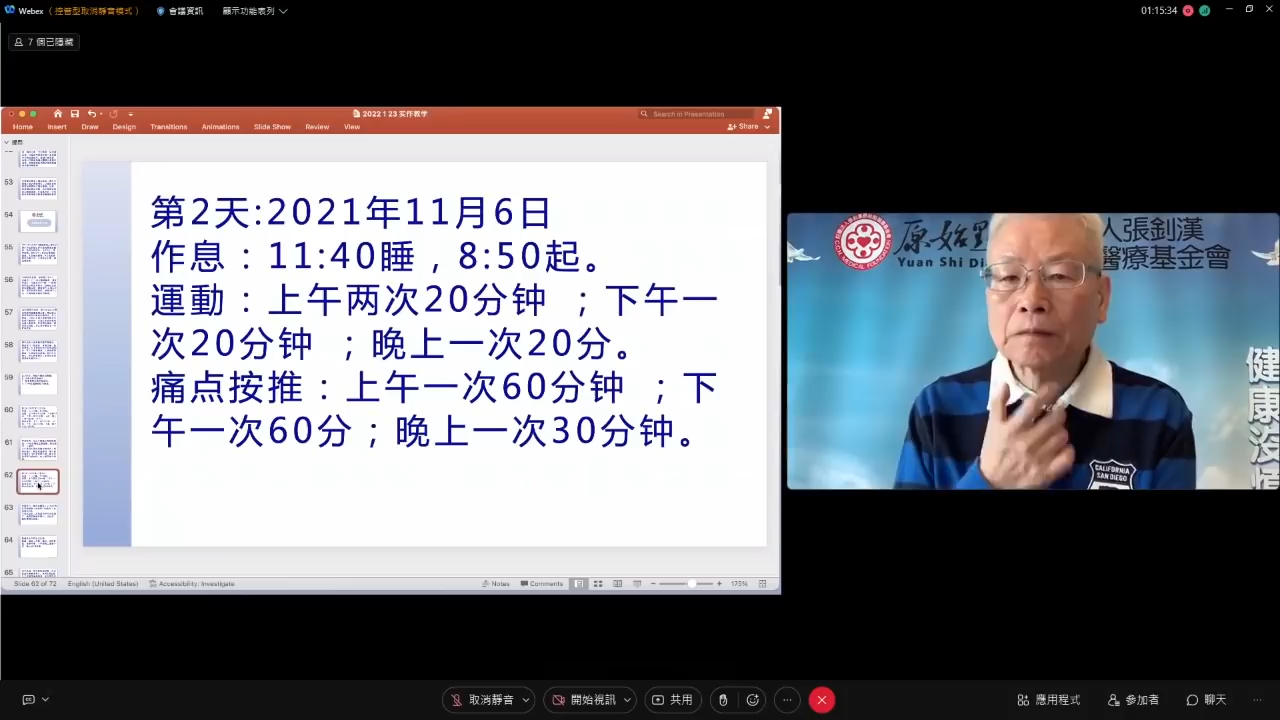 Webex （控管型取消靜音模式） 會議資訊 顯示功能表列
01:15:34
7 個已隱藏
2022 1 23 实作教学
Search in Presentation
Home Insert Draw Design Transitions Animations Slide Show Review View
Share
53
54
55
56
57
58
59
60
61
62
63
64
65
第2天:2021年11月6日
作息：11:40睡，8:50起。
運動：上午两次20分钟 ；下午一
次20分钟 ；晚上一次20分。
痛点按推：上午一次60分钟 ；下
午一次60分；晚上一次30分钟。
原始
Yuan Shi Di
人張釗漢
醫療基金會
健康沒
CALIFORNIA
SAN DIEGO
Slide 62 of 72 English (United States) Accessibility: Investigate Notes Comments 175%
取消靜音 開始視訊 共用 應用程式 參加者 聊天